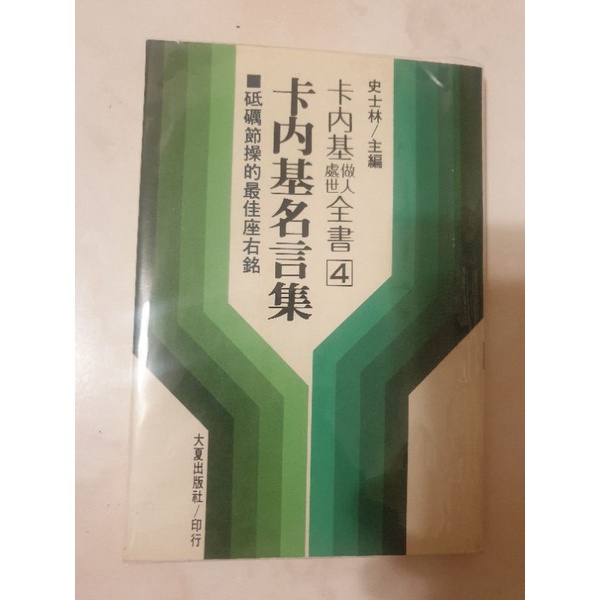 史士林/主編
卡內基做人處世全書4
卡內基名言集
■砥礪節操的最佳座右銘
大夏出版社/印行